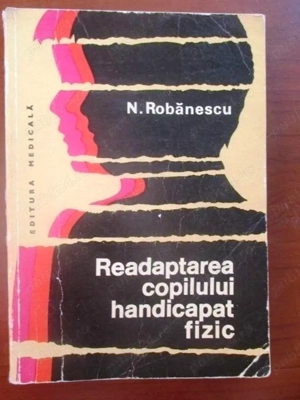 N. Robănescu
EDITURA MEDICALĂ
Readaptarea
copilului
handicapat
fizic